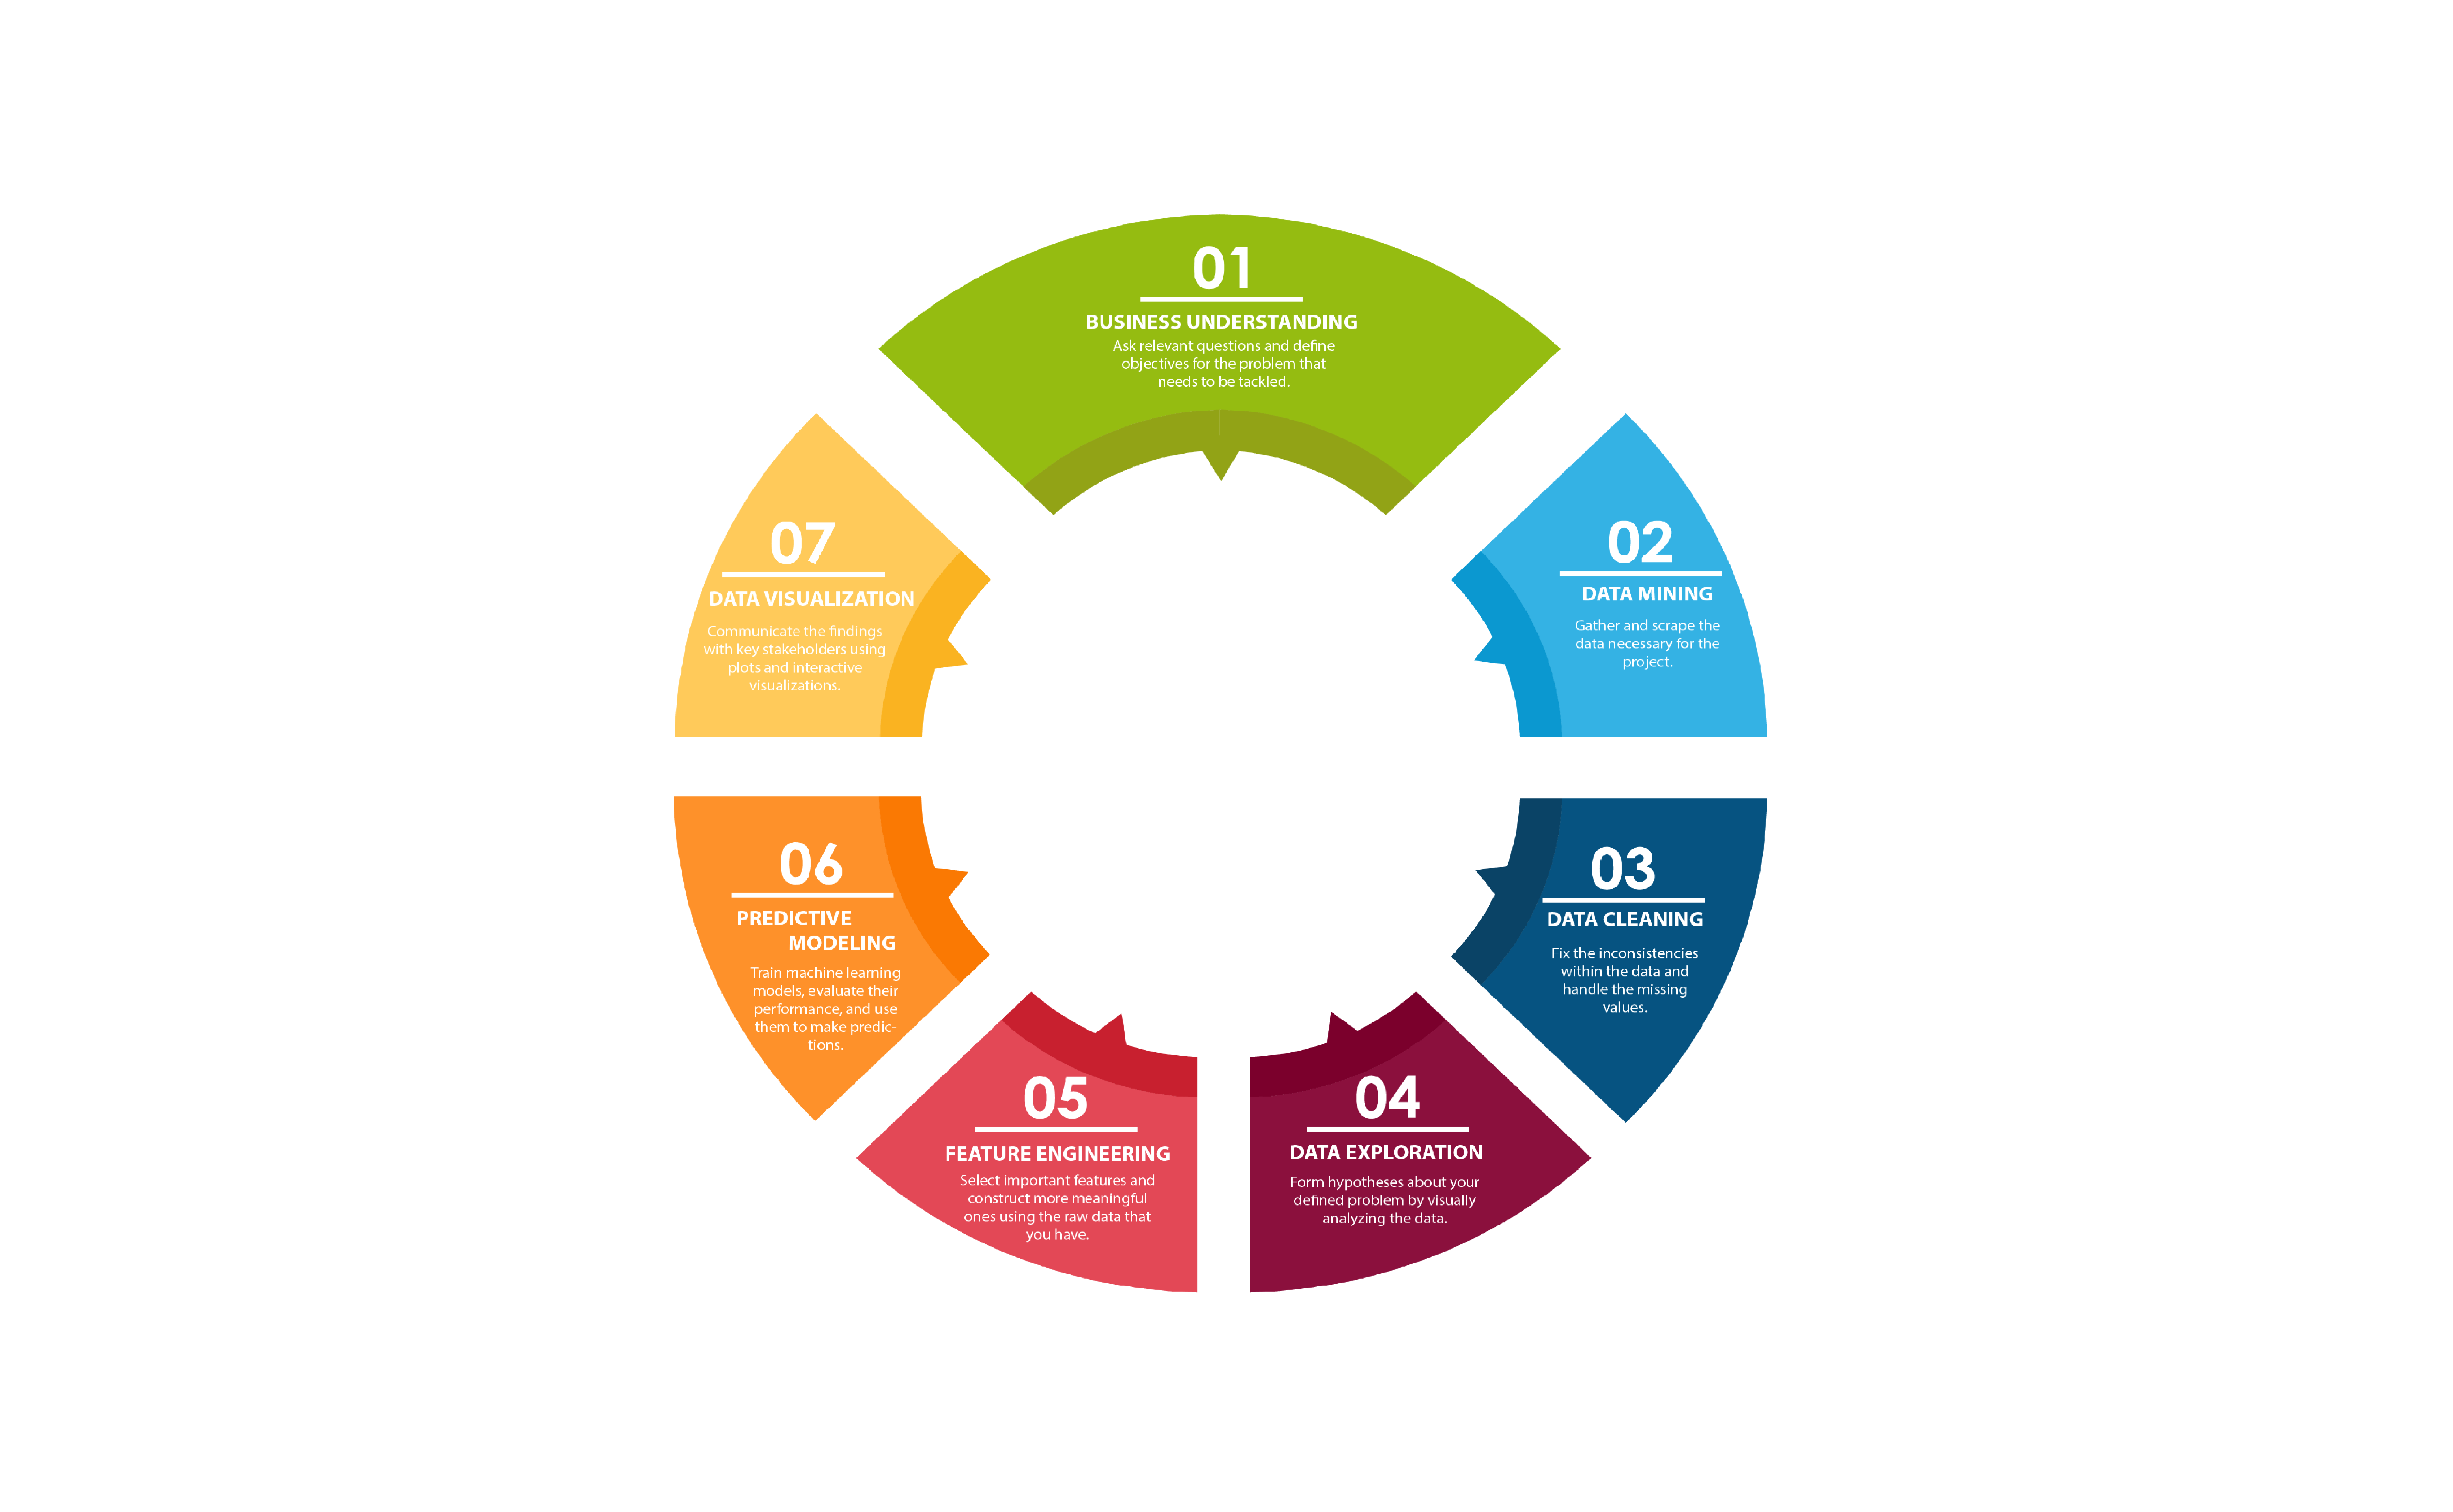 01
BUSINESS UNDERSTANDING
Ask relevant questions and define
objectives for the problem that
needs to be tackled.
02
DATA MINING
Gather and scrape the
data necessary for the
project.
03
DATA CLEANING
Fix the inconsistencies
within the data and
handle the missing
values.
04
DATA EXPLORATION
Form hypotheses about your
defined problem by visually
analyzing the data.
05
FEATURE ENGINEERING
Select important features and
construct more meaningful
ones using the raw data that
you have.
06
PREDICTIVE
MODELING
Train machine learning
models, evaluate their
performance, and use
them to make predic-
tions.
07
DATA VISUALIZATION
Communicate the findings
with key stakeholders using
plots and interactive
visualizations.